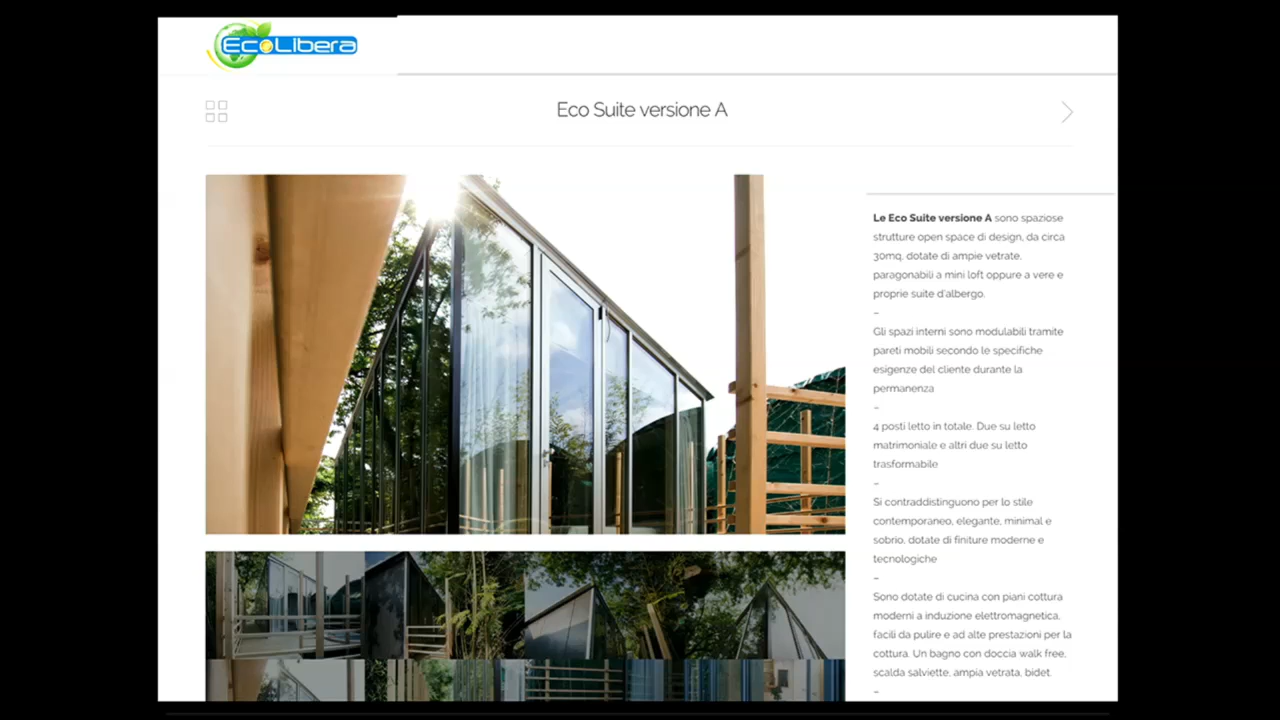 EcoLibera
Eco Suite versione A
Le Eco Suite versione A sono spaziose
strutture open space di design, da circa
30mq, dotate di ampie vetrate,
paragonabili a mini loft oppure a vere e
proprie suite d'albergo.
–
Gli spazi interni sono modulabili tramite
pareti mobili secondo le specifiche
esigenze del cliente durante la
permanenza
–
4 posti letto in totale. Due su letto
matrimoniale e altri due su letto
trasformabile
–
Si contraddistinguono per lo stile
contemporaneo, elegante, minimal e
sobrio, dotate di finiture moderne e
tecnologiche
–
Sono dotate di cucina con piani cottura
moderni a induzione elettromagnetica,
facili da pulire e ad alte prestazioni per la
cottura. Un bagno con doccia walk free,
scalda salviette, ampia vetrata, bidet.
–